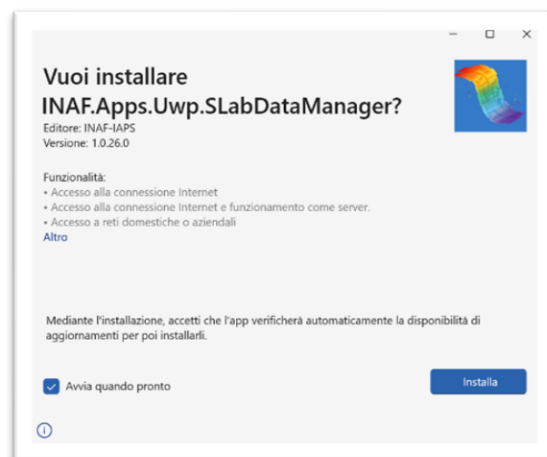 Vuoi installare
INAF.Apps.Uwp.SLabDataManager?
Editore: INAF-IAPS
Versione: 1.0.26.0
Funzionalità:
• Accesso alla connessione Internet
• Accesso alla connessione Internet e funzionamento come server.
• Accesso a reti domestiche o aziendali
Altro
Mediante l'installazione, accetti che l'app verificherà automaticamente la disponibilità di
aggiornamenti per poi installarli.
Avvia quando pronto
Installa